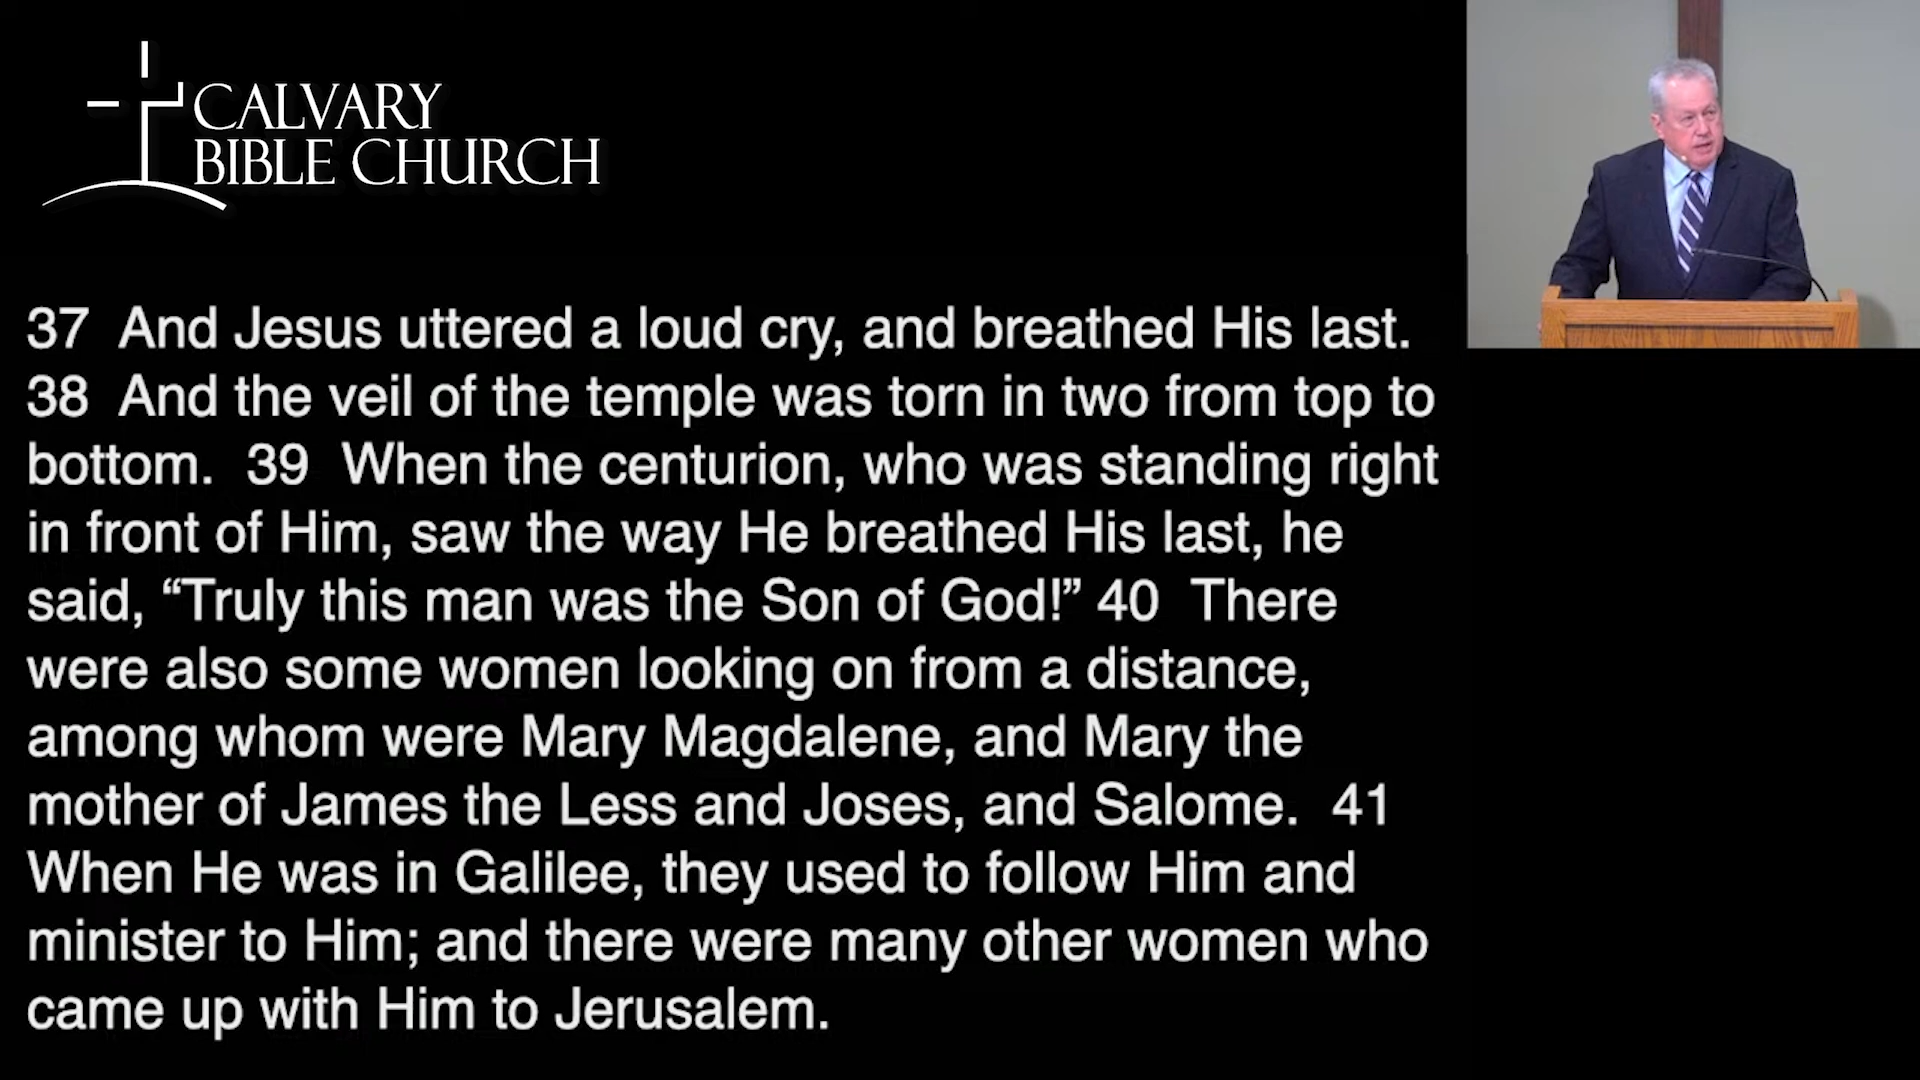 CALVARY
BIBLE CHURCH
37 And Jesus uttered a loud cry, and breathed His last.
38 And the veil of the temple was torn in two from top to
bottom. 39 When the centurion, who was standing right
in front of Him, saw the way He breathed His last, he
said, “Truly this man was the Son of God!” 40 There
were also some women looking on from a distance,
among whom were Mary Magdalene, and Mary the
mother of James the Less and Joses, and Salome. 41
When He was in Galilee, they used to follow Him and
minister to Him; and there were many other women who
came up with Him to Jerusalem.